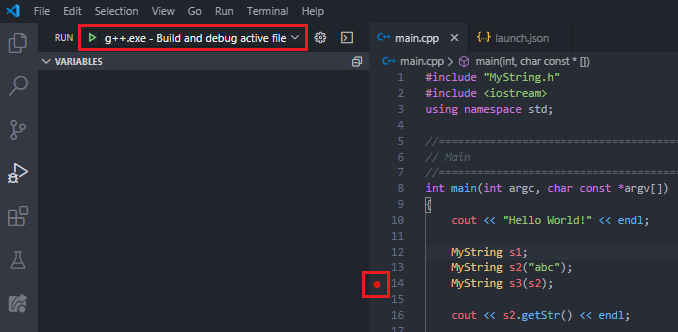 File Edit Selection View Go Run Terminal Help
RUN g++.exe - Build and debug active file
VARIABLES
main.cpp launch.json
main.cpp > main(int, char const * [])
1 #include "MyString.h"
2 #include <iostream>
3 using namespace std;
4
5 //========================================
6 // Main
7 //========================================
8 int main(int argc, char const *argv[])
9 {
10 cout << "Hello World!" << endl;
11
12 MyString s1;
13 MyString s2("abc");
14 MyString s3(s2);
15
16 cout << s2.getStr() << endl;
17